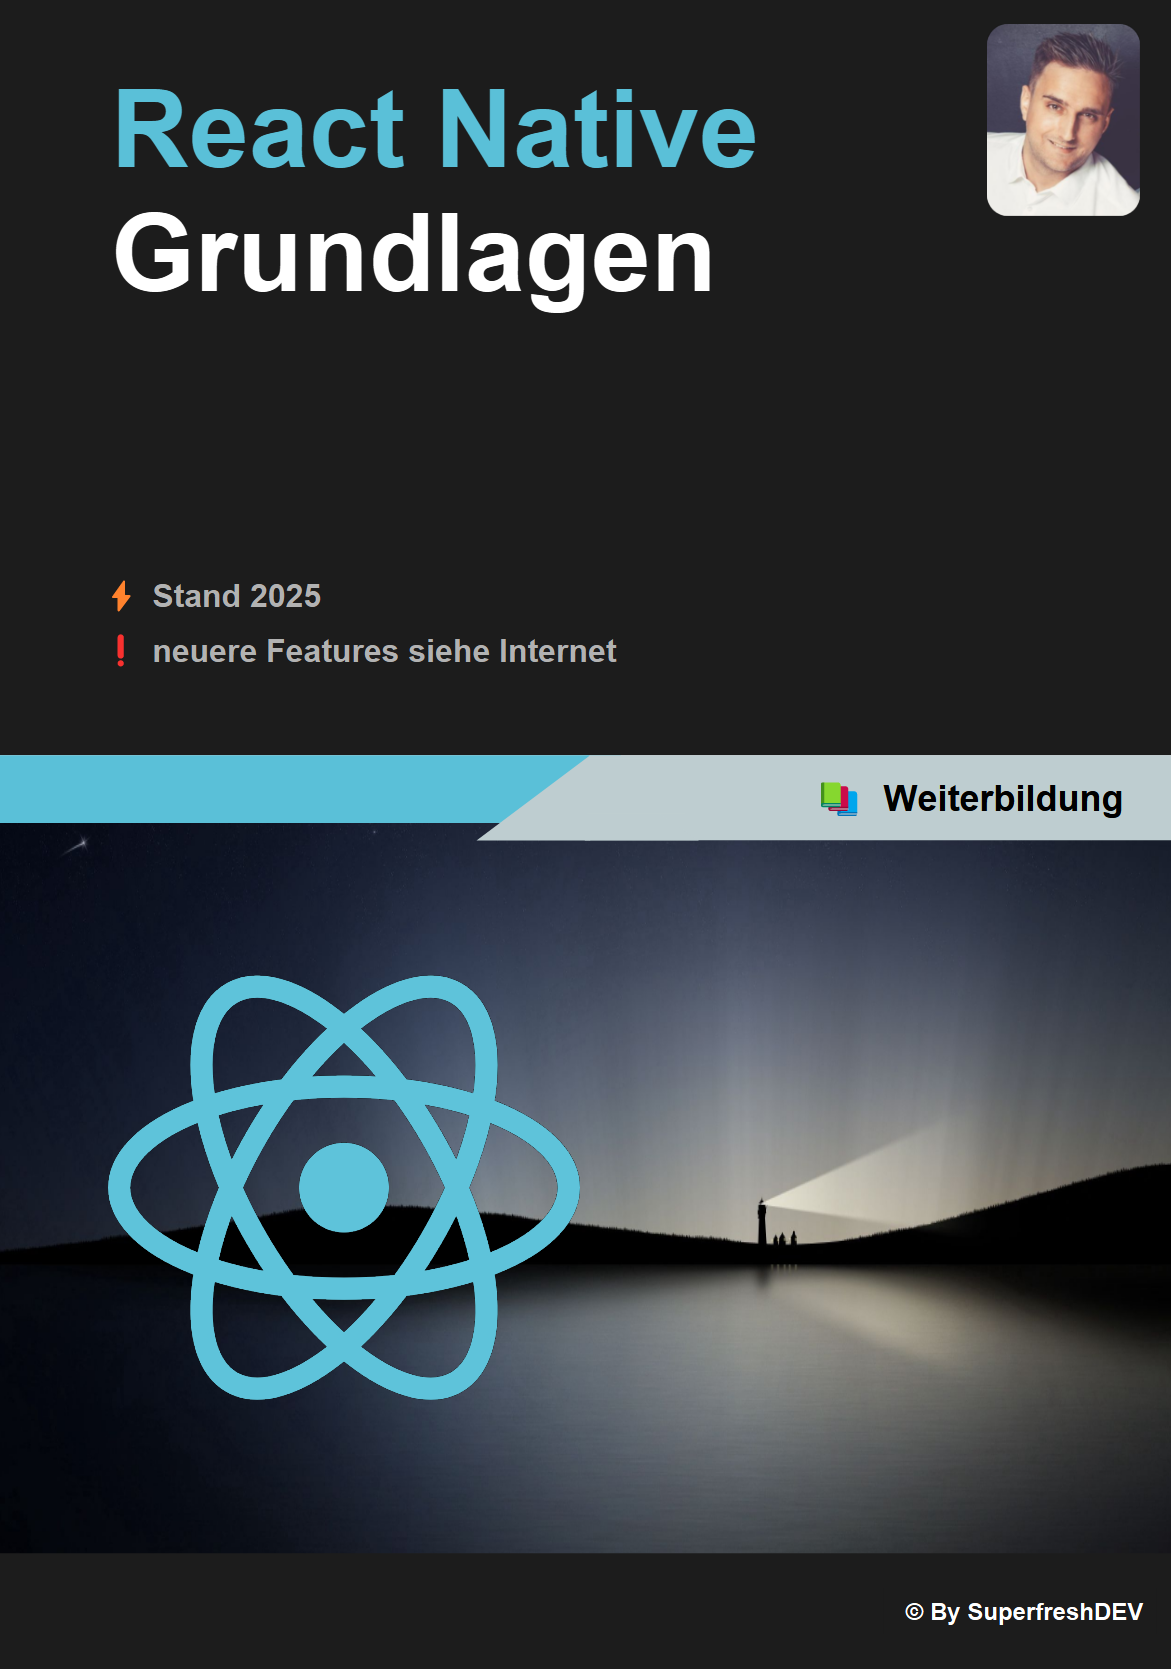 React Native
Grundlagen
Stand 2025
neuere Features siehe Internet
Weiterbildung
© By SuperfreshDEV